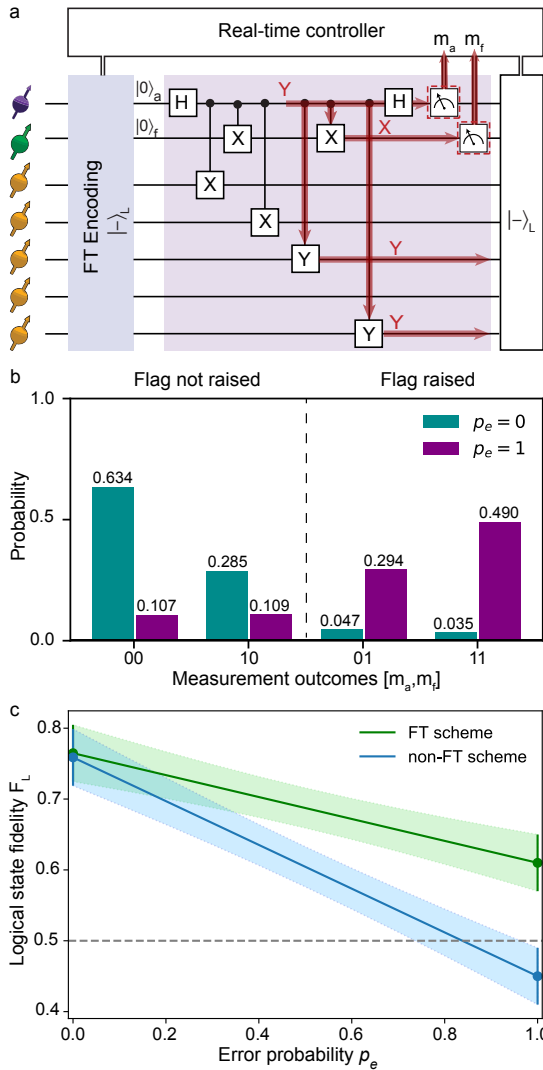 a
Real-time controller
m_a m_f
|0⟩_a H Y H
|0⟩_f X X X
X
FT Encoding |−⟩_L X |−⟩_L
Y Y
Y Y
b
Flag not raised Flag raised
1.0
p_e = 0
p_e = 1
0.634
0.490
Probability
0.5
0.285 0.294
0.107 0.109
0.047 0.035
0.0
00 10 01 11
Measurement outcomes [m_a,m_f]
c
0.8
FT scheme
non-FT scheme
0.7
Logical state fidelity F_L
0.6
0.5
0.4
0.0 0.2 0.4 0.6 0.8 1.0
Error probability p_e